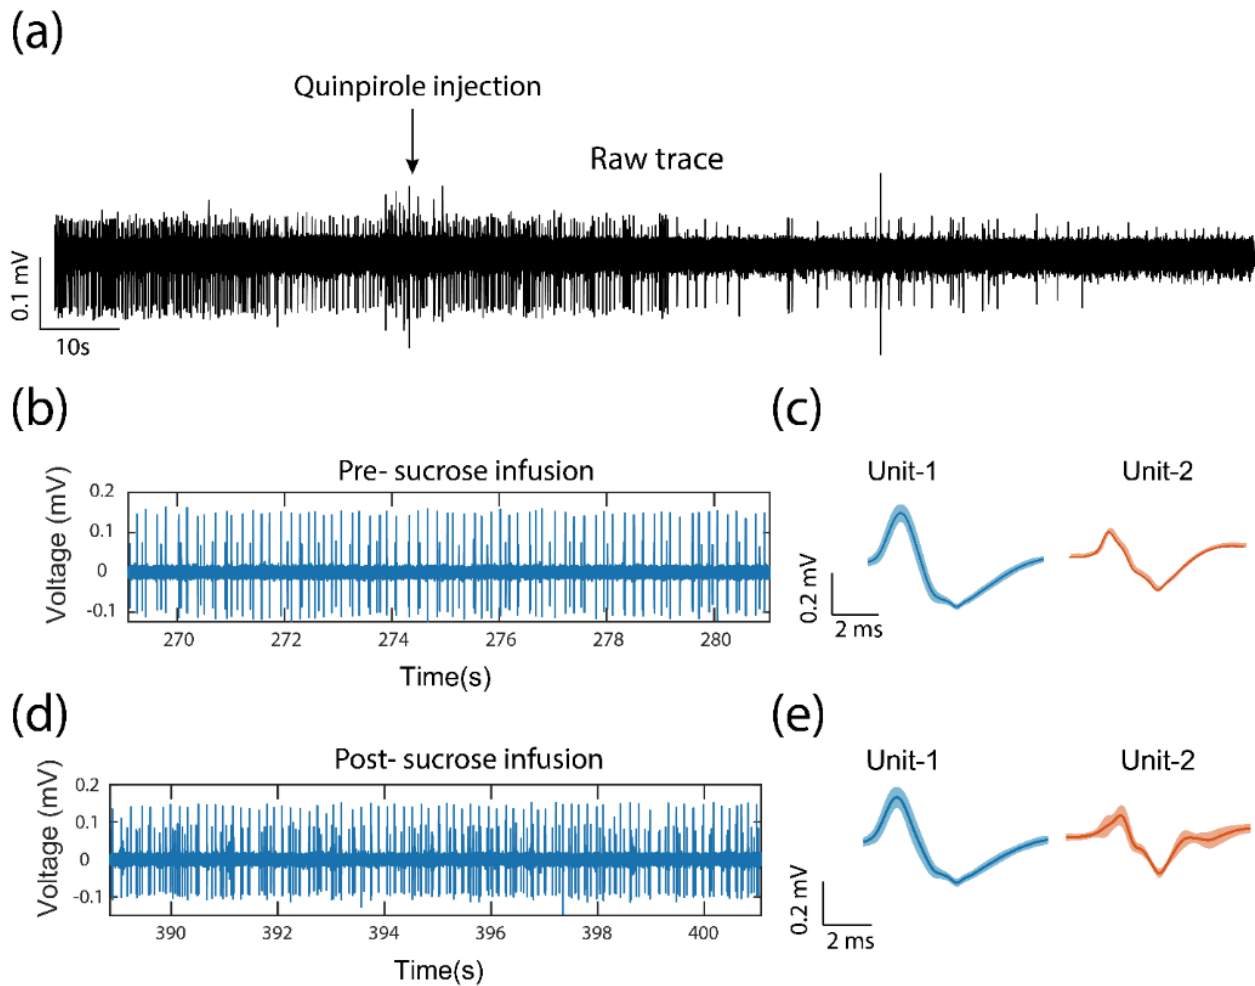 (a)
Quinpirole injection
Raw trace
0.1 mV
10s
(b)
Pre- sucrose infusion
Voltage (mV)
0.2
0.1
0
-0.1
270 272 274 276 278 280
Time(s)
(c)
Unit-1 Unit-2
0.2 mV
2 ms
(d)
Post- sucrose infusion
Voltage (mV)
0.2
0.1
0
-0.1
390 392 394 396 398 400
Time(s)
(e)
Unit-1 Unit-2
0.2 mV
2 ms